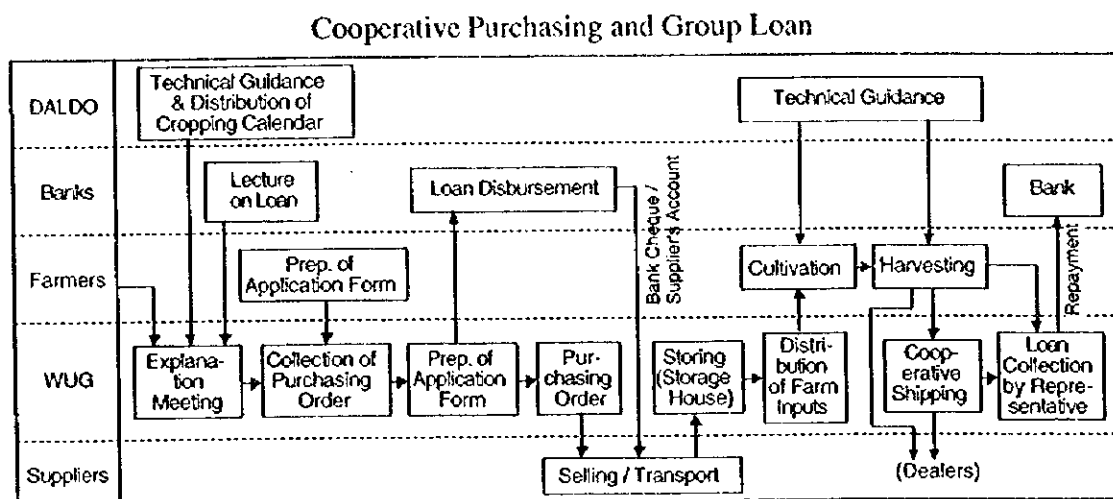 Cooperative Purchasing and Group Loan
DALDO
Technical Guidance
& Distribution of
Cropping Calendar
Technical Guidance
Banks
Lecture
on Loan
Loan Disbursement
Bank Cheque /
Supplier's Account
Bank
Repayment
Farmers
Prep. of
Application Form
Cultivation
Harvesting
WUG
Explana-
tion
Meeting
Collection of
Purchasing
Order
Prep. of
Application
Form
Pur-
chasing
Order
Storing
(Storage
House)
Distri-
bution
of Farm
Inputs
Coop-
erative
Shipping
Loan
Collection
by Repre-
sentative
Suppliers
Selling / Transport
(Dealers)